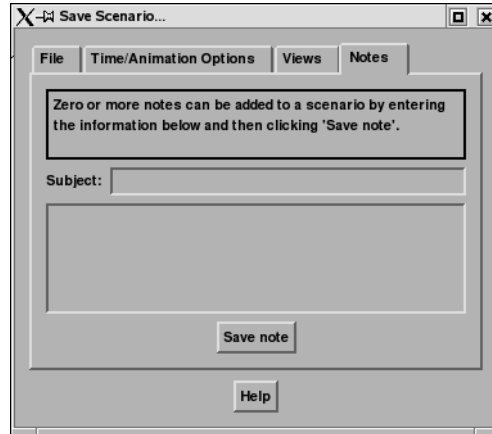 Save Scenario...
File Time/Animation Options Views Notes
Zero or more notes can be added to a scenario by entering
the information below and then clicking 'Save note'.
Subject:
Save note
Help